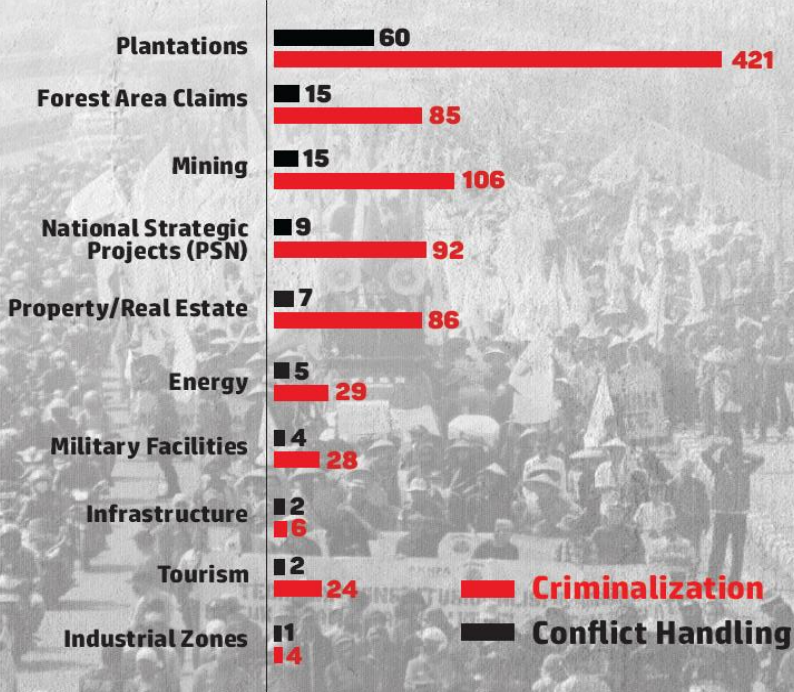 Plantations
60
421
Forest Area Claims
15
85
Mining
15
106
National Strategic
Projects (PSN)
9
92
Property/Real Estate
7
86
Energy
5
29
Military Facilities
4
28
Infrastructure
2
6
Tourism
2
24
Industrial Zones
1
4
Criminalization
Conflict Handling